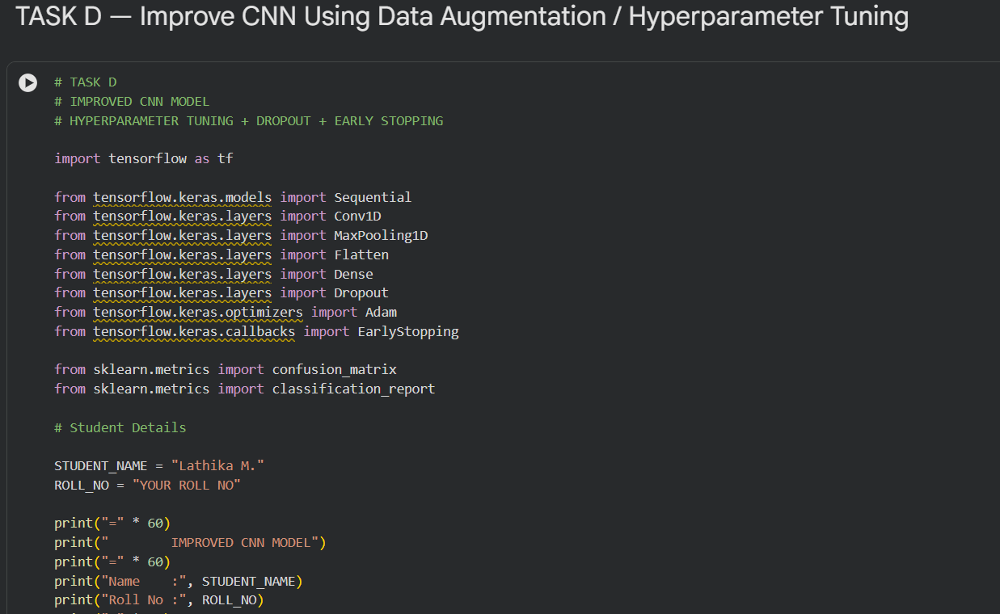 TASK D — Improve CNN Using Data Augmentation / Hyperparameter Tuning
# TASK D
# IMPROVED CNN MODEL
# HYPERPARAMETER TUNING + DROPOUT + EARLY STOPPING
import tensorflow as tf
from tensorflow.keras.models import Sequential
from tensorflow.keras.layers import Conv1D
from tensorflow.keras.layers import MaxPooling1D
from tensorflow.keras.layers import Flatten
from tensorflow.keras.layers import Dense
from tensorflow.keras.layers import Dropout
from tensorflow.keras.optimizers import Adam
from tensorflow.keras.callbacks import EarlyStopping
from sklearn.metrics import confusion_matrix
from sklearn.metrics import classification_report
# Student Details
STUDENT_NAME = "Lathika M."
ROLL_NO = "YOUR ROLL NO"
print("=" * 60)
print("        IMPROVED CNN MODEL")
print("=" * 60)
print("Name    :", STUDENT_NAME)
print("Roll No :", ROLL_NO)